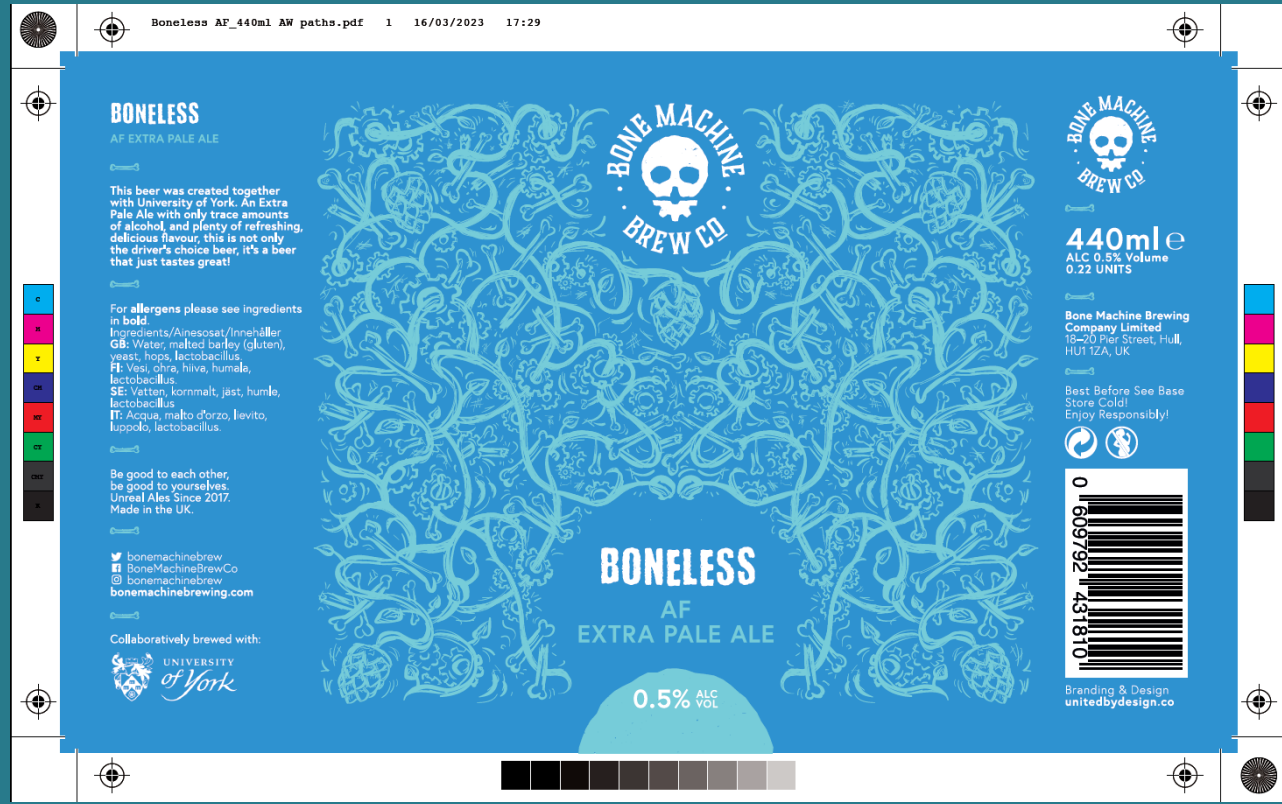 Boneless AF_440ml AW paths.pdf 1 16/03/2023 17:29
BONELESS
AF EXTRA PALE ALE
This beer was created together
with University of York. An Extra
Pale Ale with only trace amounts
of alcohol, and plenty of refreshing,
delicious flavour, this is not only
the driver's choice beer, it's a beer
that just tastes great!
For allergens please see ingredients
in bold.
Ingredients/Ainesosat/Innehåller
GB: Water, malted barley (gluten),
yeast, hops, lactobacillus.
FI: Vesi, ohra, hiiva, humala,
lactobacillus.
SE: Vatten, kornmalt, jäst, humle,
lactobacillus
IT: Acqua, malto d'orzo, lievito,
luppolo, lactobacillus.
Be good to each other,
be good to yourselves.
Unreal Ales Since 2017.
Made in the UK.
bonemachinebrew
BoneMachineBrewCo
bonemachinebrew
bonemachinebrewing.com
Collaboratively brewed with:
UNIVERSITY
of York
BONE MACHINE
BREW CO
BONELESS
AF
EXTRA PALE ALE
0.5% ALC
VOL
BONE MACHINE
BREW CO
440ml e
ALC 0.5% Volume
0.22 UNITS
Bone Machine Brewing
Company Limited
18–20 Pier Street, Hull,
HU1 1ZA, UK
Best Before See Base
Store Cold!
Enjoy Responsibly!
0 609792 431810
Branding & Design
unitedbydesign.co
C
M
Y
CM
MY
CY
CMY
K